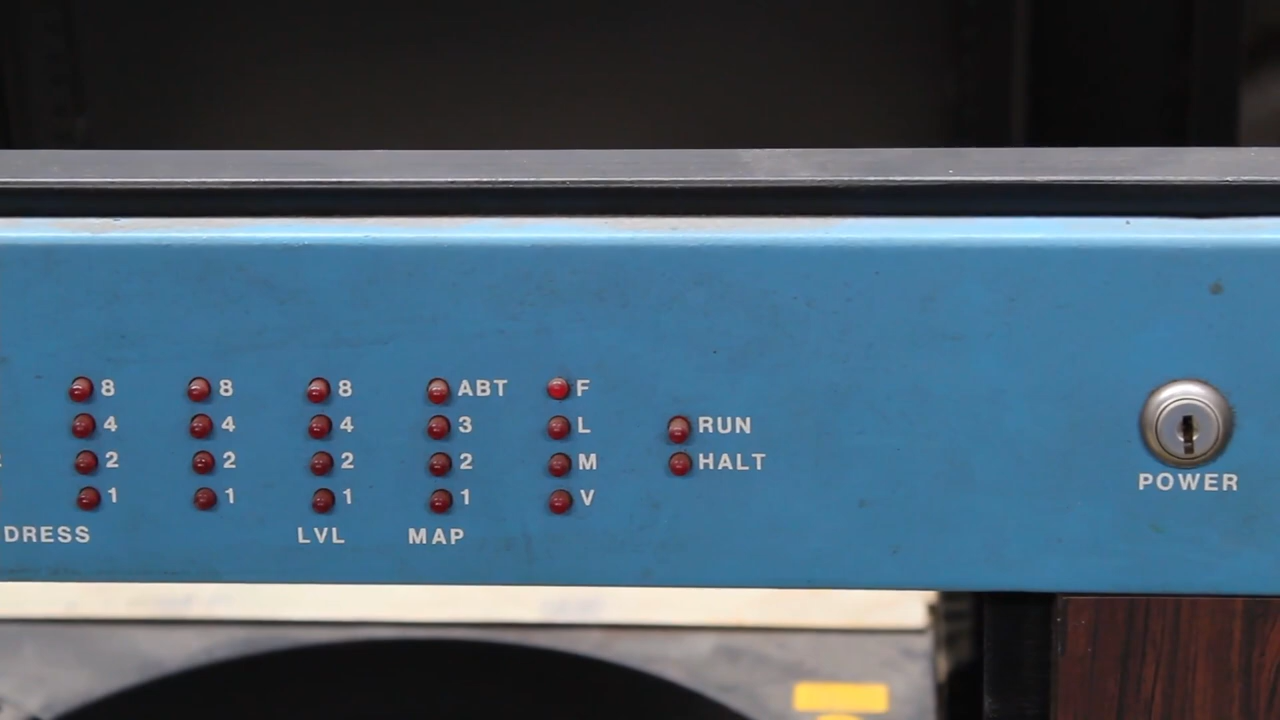 8 8 8 ABT F
4 4 4 3 L RUN
2 2 2 2 M HALT
1 1 1 1 V
POWER
DRESS LVL MAP